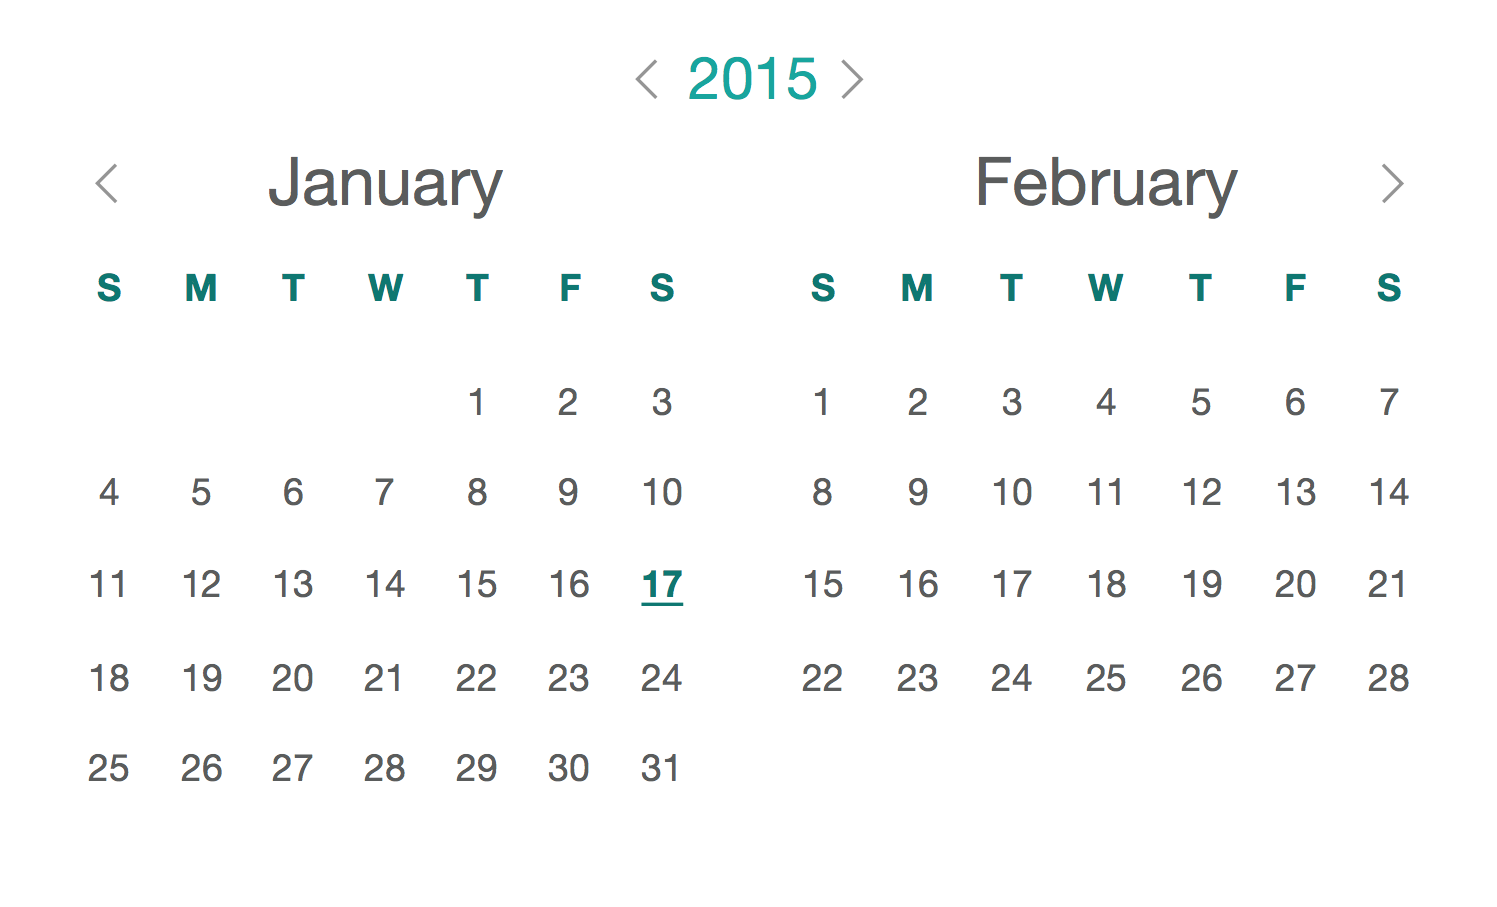 2015
January February
S M T W T F S S M T W T F S
1 2 3 1 2 3 4 5 6 7
4 5 6 7 8 9 10 8 9 10 11 12 13 14
11 12 13 14 15 16 17 15 16 17 18 19 20 21
18 19 20 21 22 23 24 22 23 24 25 26 27 28
25 26 27 28 29 30 31